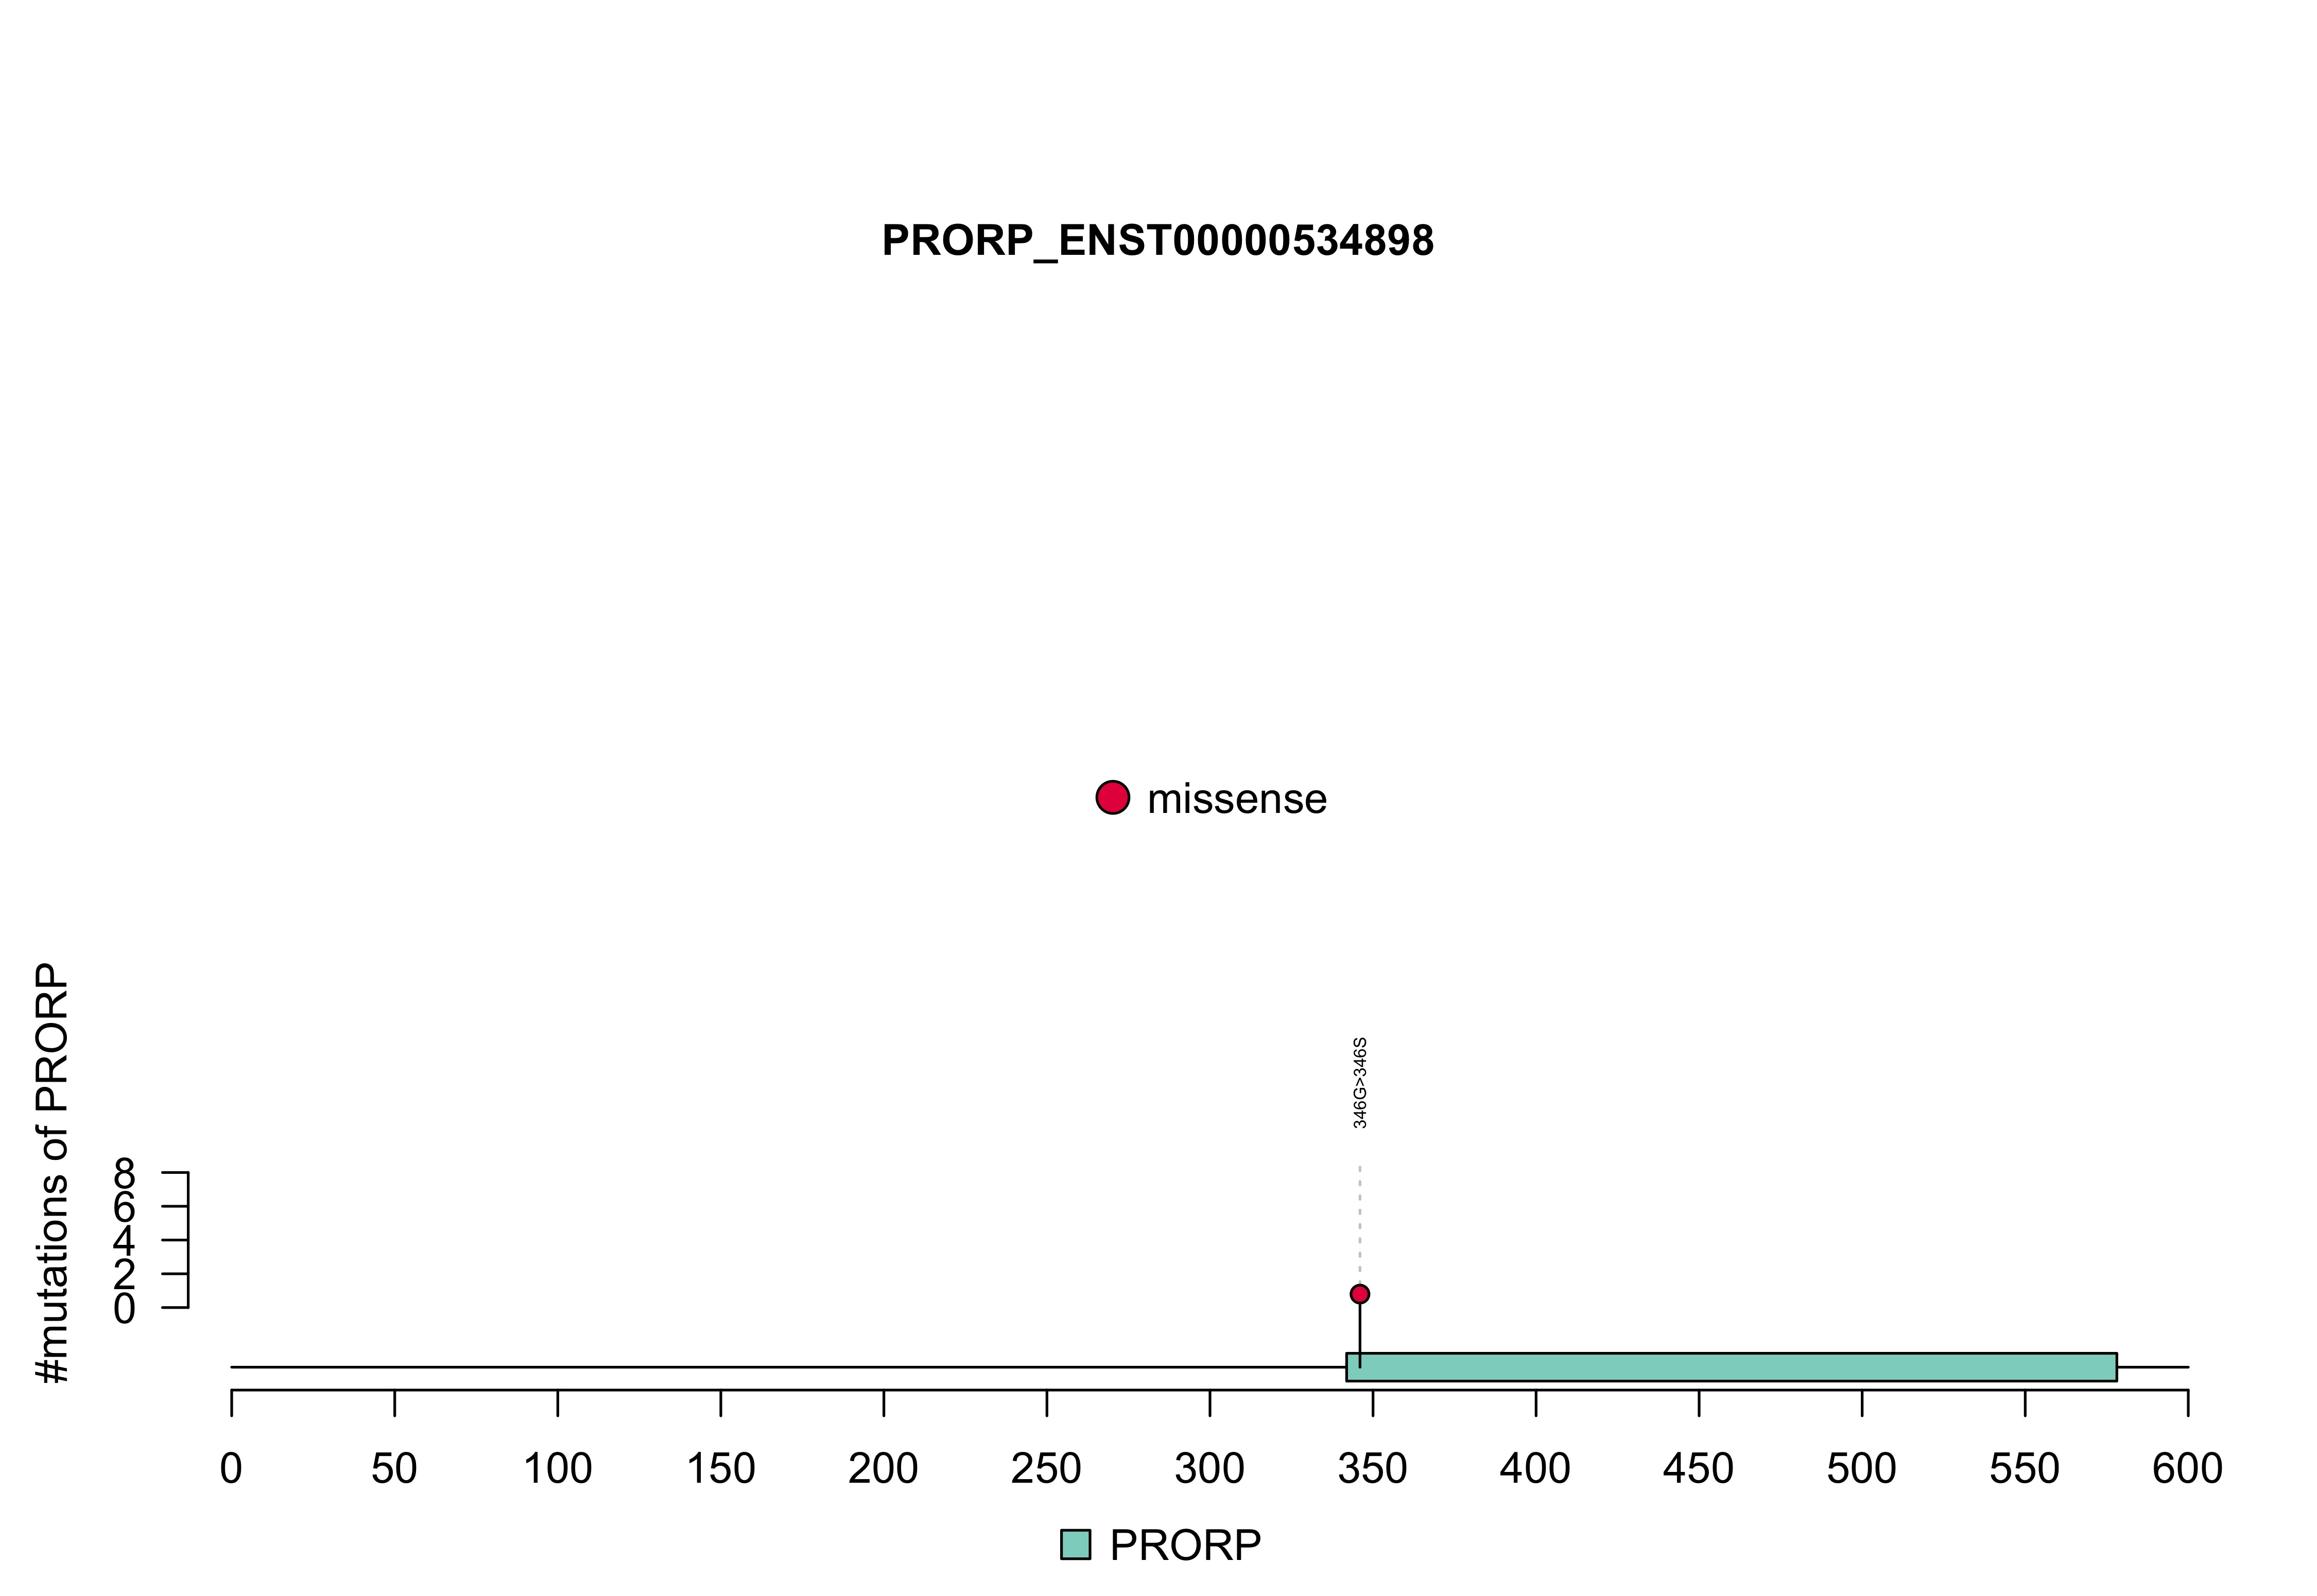 PRORP_ENST00000534898
missense
#mutations of PRORP
346G>346S
8
6
4
2
0
0 50 100 150 200 250 300 350 400 450 500 550 600
PRORP